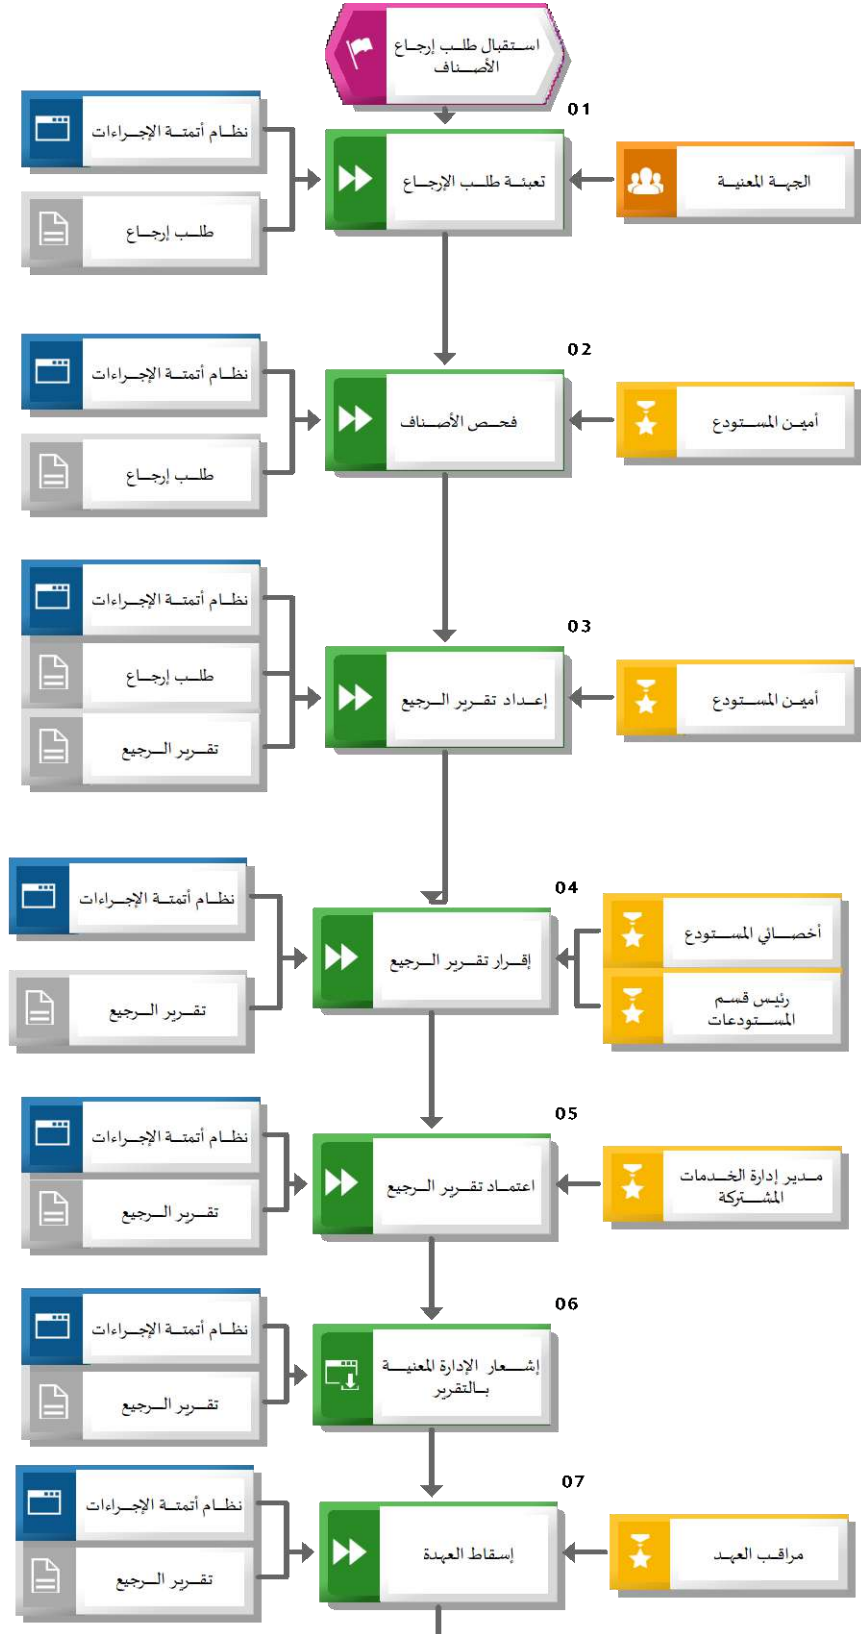 استقبال طلب إرجاع
الأصناف
01
الجهة المعنية
تعبئة طلب الإرجاع
نظام أتمتة الإجراءات
طلب إرجاع
02
أمين المستودع
فحص الأصناف
نظام أتمتة الإجراءات
طلب إرجاع
03
أمين المستودع
إعداد تقرير الرجيع
نظام أتمتة الإجراءات
طلب إرجاع
تقرير الرجيع
04
أخصائي المستودع
رئيس قسم
المستودعات
إقرار تقرير الرجيع
نظام أتمتة الإجراءات
تقرير الرجيع
05
مدير إدارة الخدمات
المشتركة
اعتماد تقرير الرجيع
نظام أتمتة الإجراءات
تقرير الرجيع
06
إشعار الإدارة المعنية
بالتقرير
نظام أتمتة الإجراءات
تقرير الرجيع
07
مراقب العهد
إسقاط العهدة
نظام أتمتة الإجراءات
تقرير الرجيع